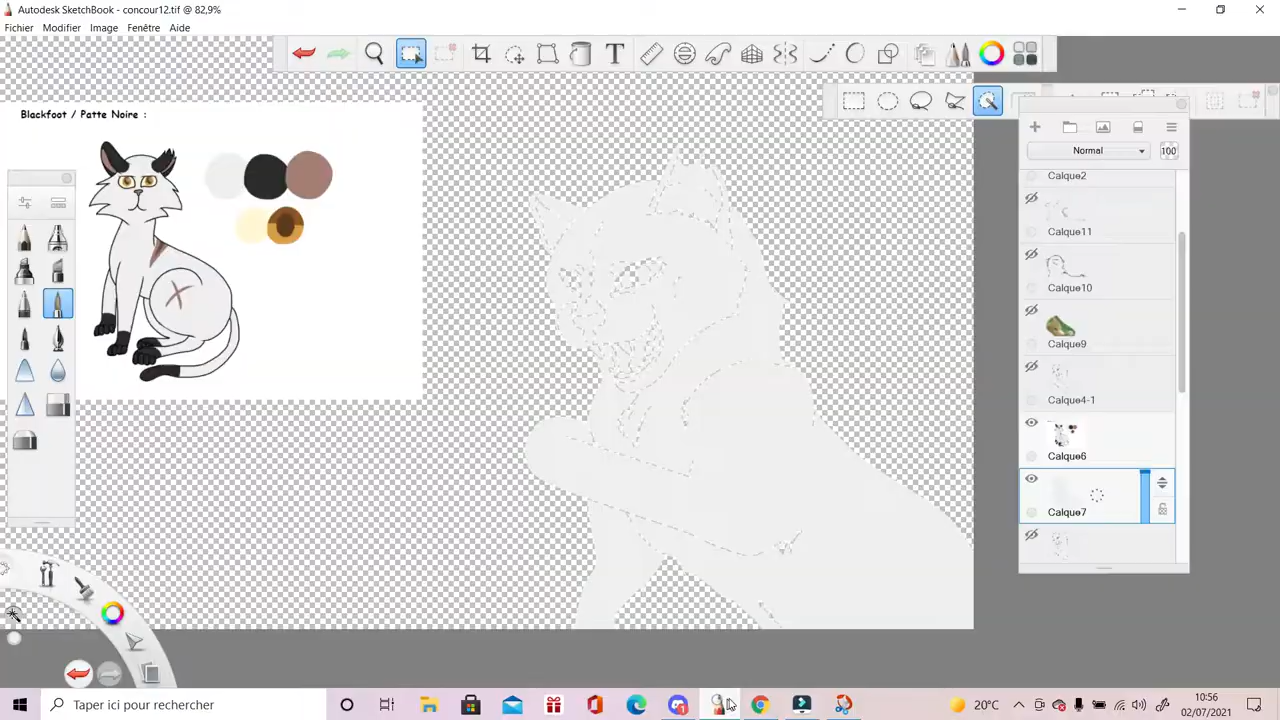 Autodesk SketchBook - concour12.tif @ 82,9%
Fichier Modifier Image Fenêtre Aide
Blackfoot / Patte Noire :
Normal
100
Calque2
Calque11
Calque10
Calque9
Calque4-1
Calque6
Calque7
Taper ici pour rechercher
20°C
10:56
02/07/2021